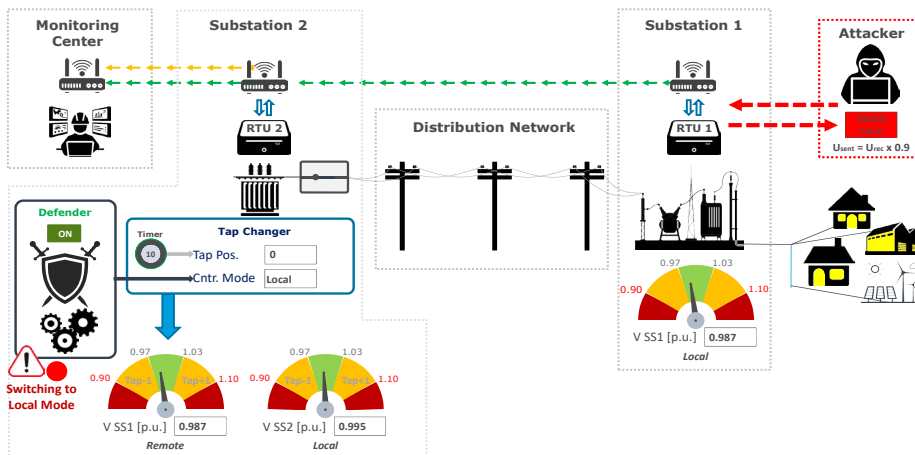 Monitoring
Center
Substation 2
Substation 1
Attacker
RTU 2
RTU 1
Distribution Network
Usent = Urec x 0.9
Defender
ON
Timer
10
Tap Changer
Tap Pos.
0
Cntr. Mode
Local
Switching to
Local Mode
0.90
0.97
1.03
1.10
Tap-1
Tap+1
V SS1 [p.u.]
0.987
Remote
0.90
0.97
1.03
1.10
Tap-1
Tap+1
V SS2 [p.u.]
0.995
Local
0.90
0.97
1.03
1.10
V SS1 [p.u.]
0.987
Local